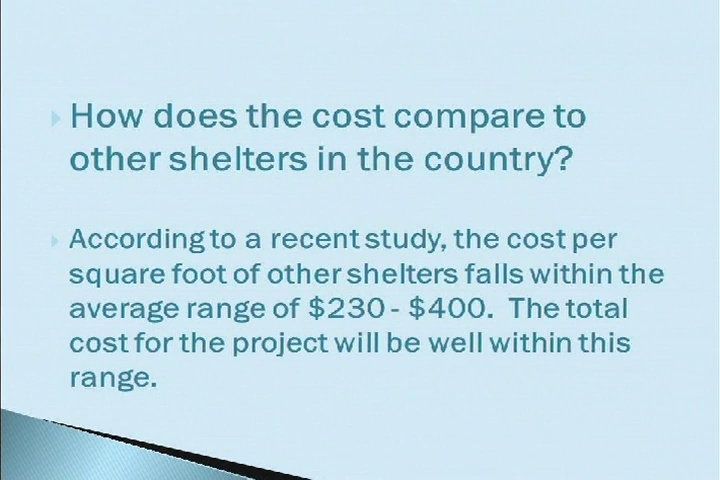 How does the cost compare to
other shelters in the country?
According to a recent study, the cost per
square foot of other shelters falls within the
average range of $230 - $400. The total
cost for the project will be well within this
range.